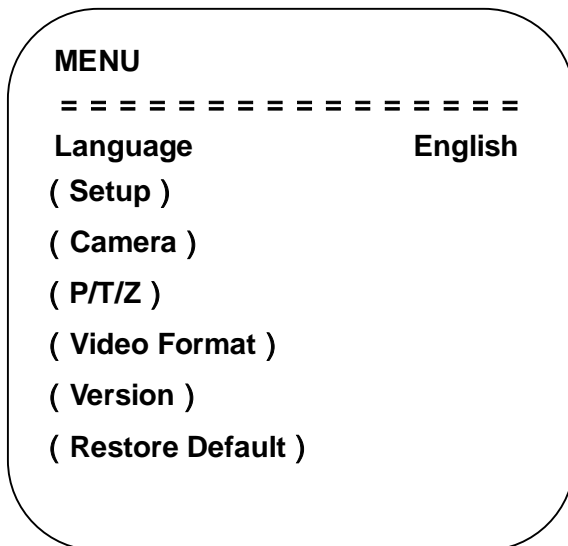 MENU
= = = = = = = = = = = = = = = =
Language English
( Setup )
( Camera )
( P/T/Z )
( Video Format )
( Version )
( Restore Default )